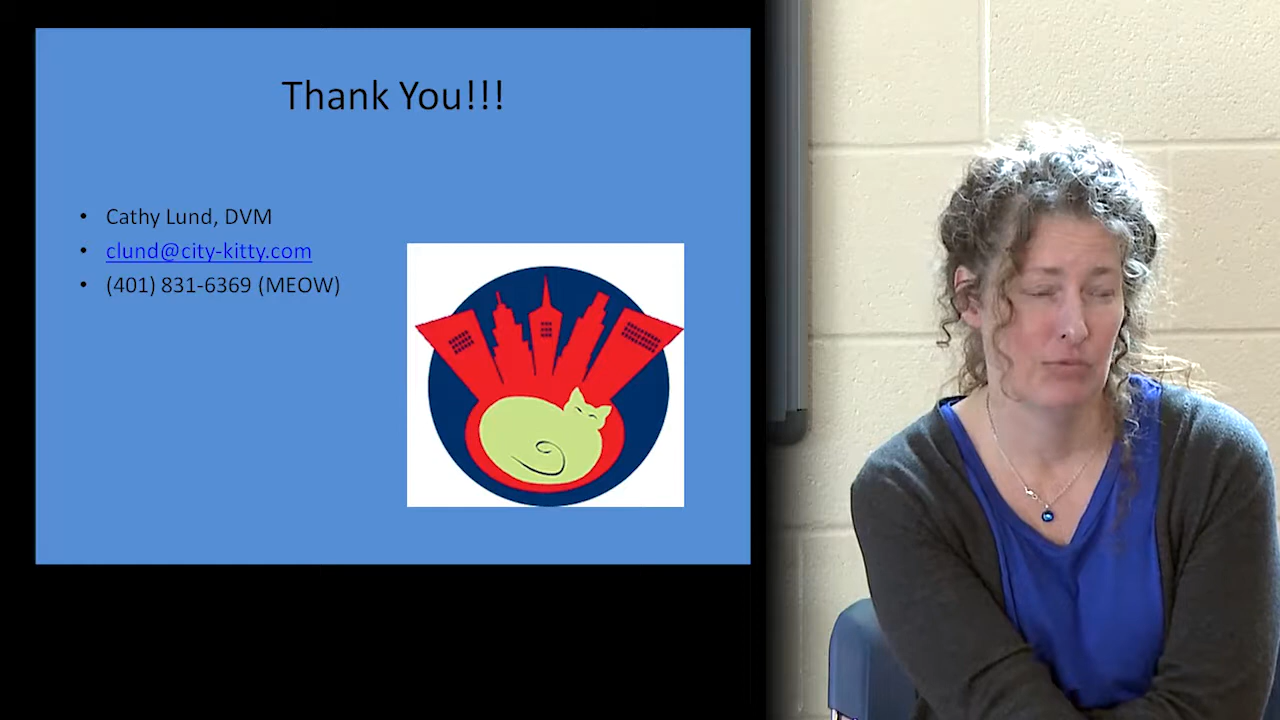 Thank You!!!
• Cathy Lund, DVM
• clund@city-kitty.com
• (401) 831-6369 (MEOW)